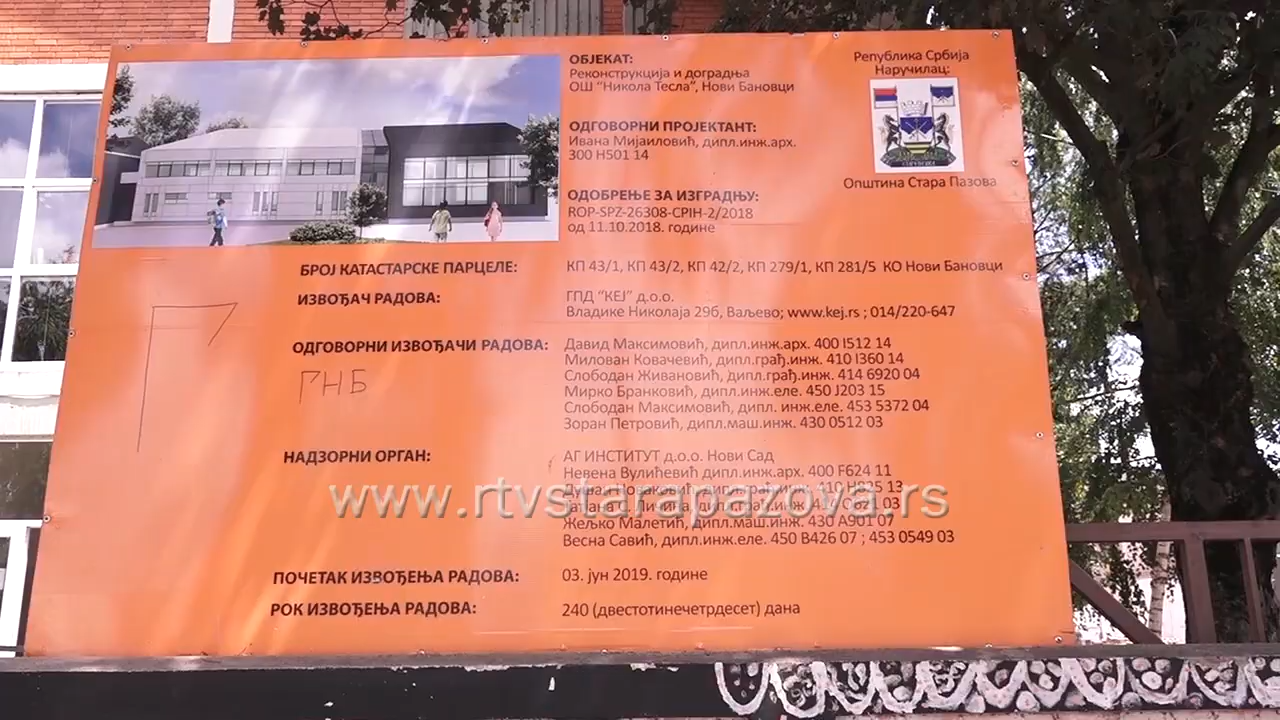 ОБЈЕКАТ:
Реконструкција и доградња
ОШ “Никола Тесла”, Нови Бановци
Република Србија
Наручилац:
Општина Стара Пазова
ОДГОВОРНИ ПРОЈЕКТАНТ:
Ивана Мијаиловић, дипл.инж.арх.
300 H501 14
ОДОБРЕЊЕ ЗА ИЗГРАДЊУ:
ROP-SPZ-26308-CPIH-2/2018
од 11.10.2018. године
БРОЈ КАТАСТАРСКЕ ПАРЦЕЛЕ: КП 43/1, КП 43/2, КП 42/2, КП 279/1, КП 281/5 КО Нови Бановци
ИЗВОЂАЧ РАДОВА: ГПД “КЕЈ” д.о.о.
Владике Николаја 29б, Ваљево; www.kej.rs ; 014/220-647
ОДГОВОРНИ ИЗВОЂАЧИ РАДОВА: Давид Максимовић, дипл.инж.арх. 400 I512 14
Милован Ковачевић, дипл.грађ.инж. 410 I360 14
Слободан Живановић, дипл.грађ.инж. 414 6920 04
Мирко Бранковић, дипл.инж.еле. 450 J203 15
Слободан Максимовић, дипл. инж.еле. 453 5372 04
Зоран Петровић, дипл.маш.инж. 430 0512 03
ГНБ
НАДЗОРНИ ОРГАН: АГ ИНСТИТУТ д.о.о. Нови Сад
Невена Вулићевић дипл.инж.арх. 400 F624 11
дипл.грађ.инж. 410 H825 13
03
Жељко Малетић, дипл.маш.инж. 430 A901 07
Весна Савић, дипл.инж.еле. 450 B426 07 ; 453 0549 03
www.rtvstarapazova.rs
ПОЧЕТАК ИЗВОЂЕЊА РАДОВА: 03. јун 2019. године
РОК ИЗВОЂЕЊА РАДОВА: 240 (двестотинечетрдесет) дана